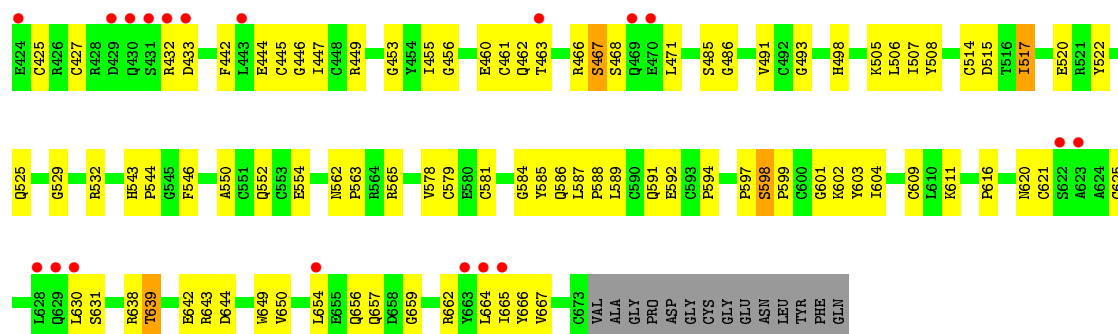 E424 C425 R426 C427 R428 D429 Q430 S431 R432 D433 F442 L443 E444 C445 G446 I447 C448 R449 G453 Y454 I455 G456 E460 C461 Q462 T463 R466 S467 S468 Q469 E470 L471 S485 G486 V491 C492 G493 H498 K505 L506 I507 Y508 C514 D515 T516 I517 E520 R521 Y522
Q525 G529 R532 H543 P544 G545 F546 A550 C551 Q552 C553 E554 N562 P563 R564 R565 V578 C579 E580 C581 G584 Y585 Q586 L587 P588 L589 C590 Q591 E592 C593 P594 P597 S598 P599 C600 G601 K602 Y603 I604 C609 L610 K611 P616 N620 C621 S622 A623 A624 C625
L628 Q629 L630 S631 R638 T639 E642 R643 D644 W649 V650 L654 E655 Q656 Q657 D658 G659 R662 Y663 L664 I665 Y666 V667 C673 VAL ALA GLY PRO ASP GLY CYS GLY GLU ASN LEU TYR PHE GLN